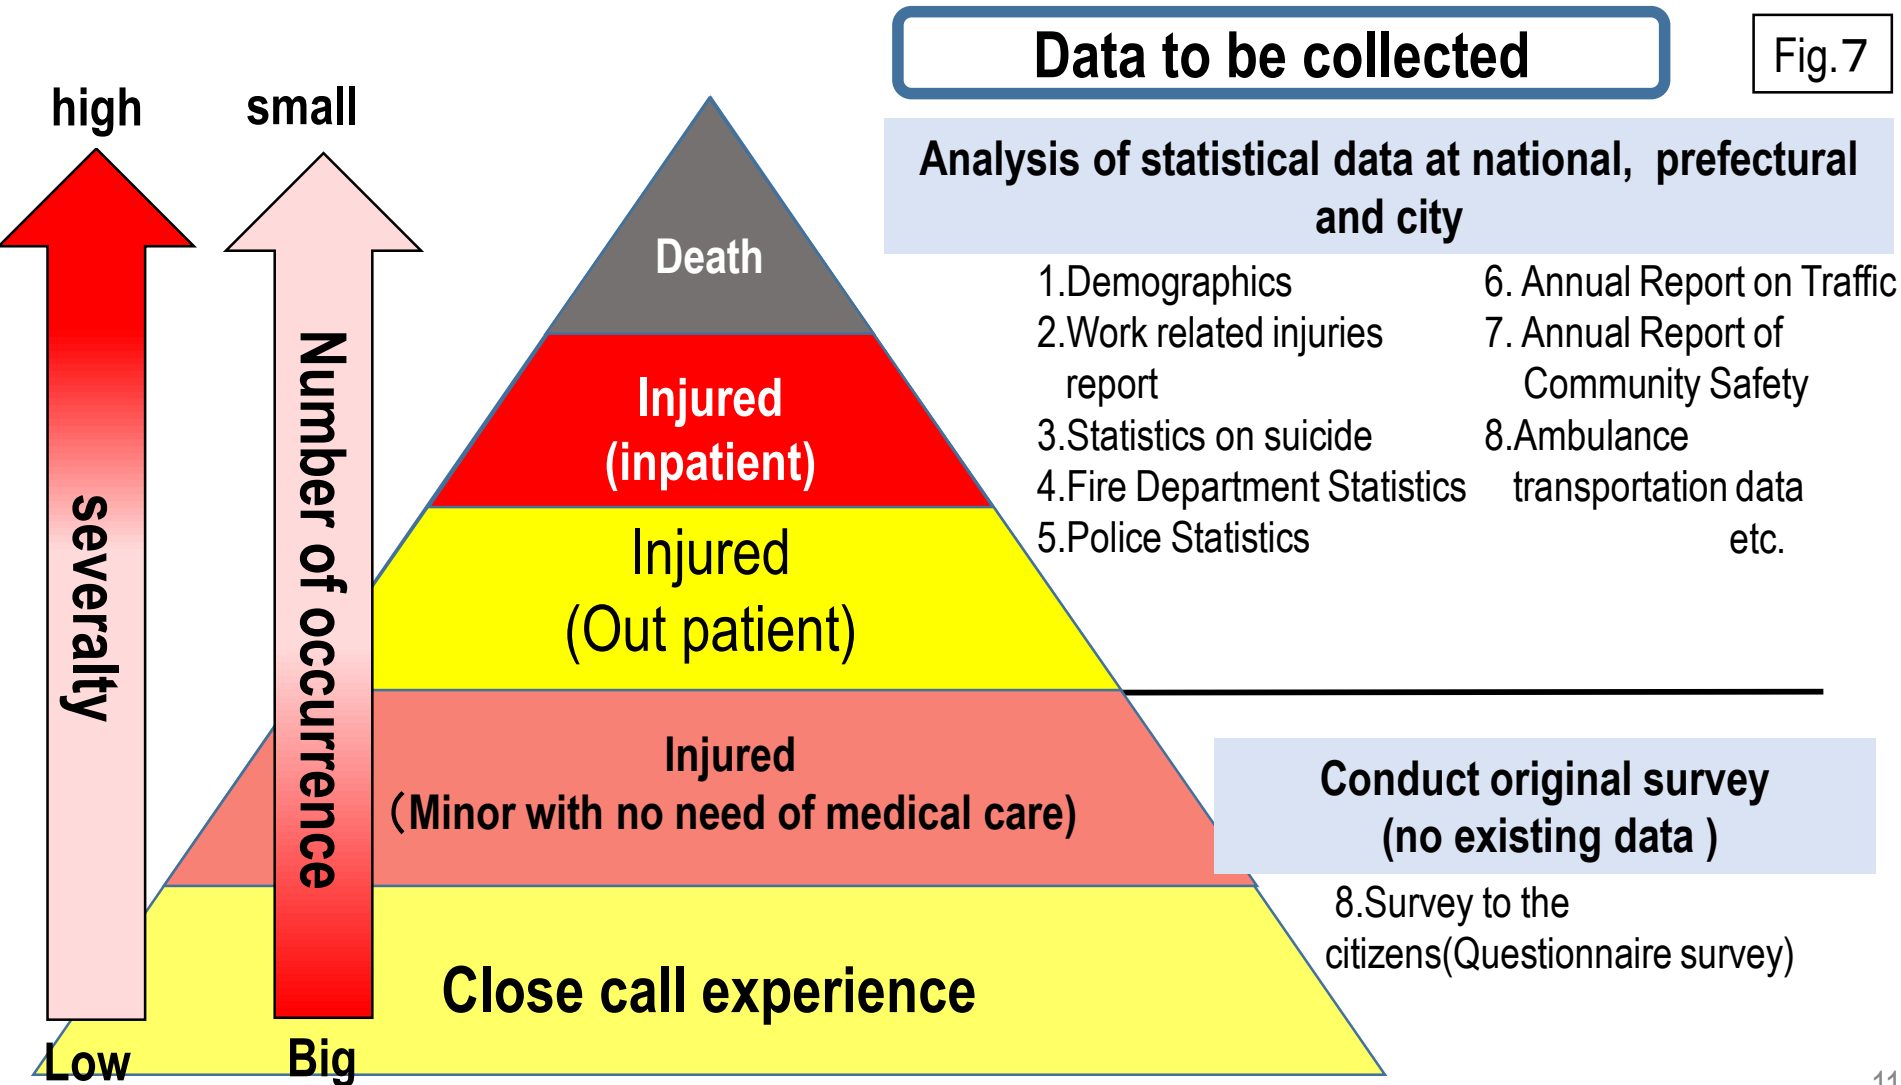 Data to be collected
Fig.7
high
small
Analysis of statistical data at national, prefectural
and city
Death
1.Demographics
2.Work related injuries
report
3.Statistics on suicide
4.Fire Department Statistics
5.Police Statistics
6. Annual Report on Traffic
7. Annual Report of
Community Safety
8.Ambulance
transportation data
etc.
severalty
Number of occurrence
Injured
(inpatient)
Injured
(Out patient)
Injured
（Minor with no need of medical care)
Conduct original survey
(no existing data )
8.Survey to the
citizens(Questionnaire survey)
Close call experience
Low
Big
11